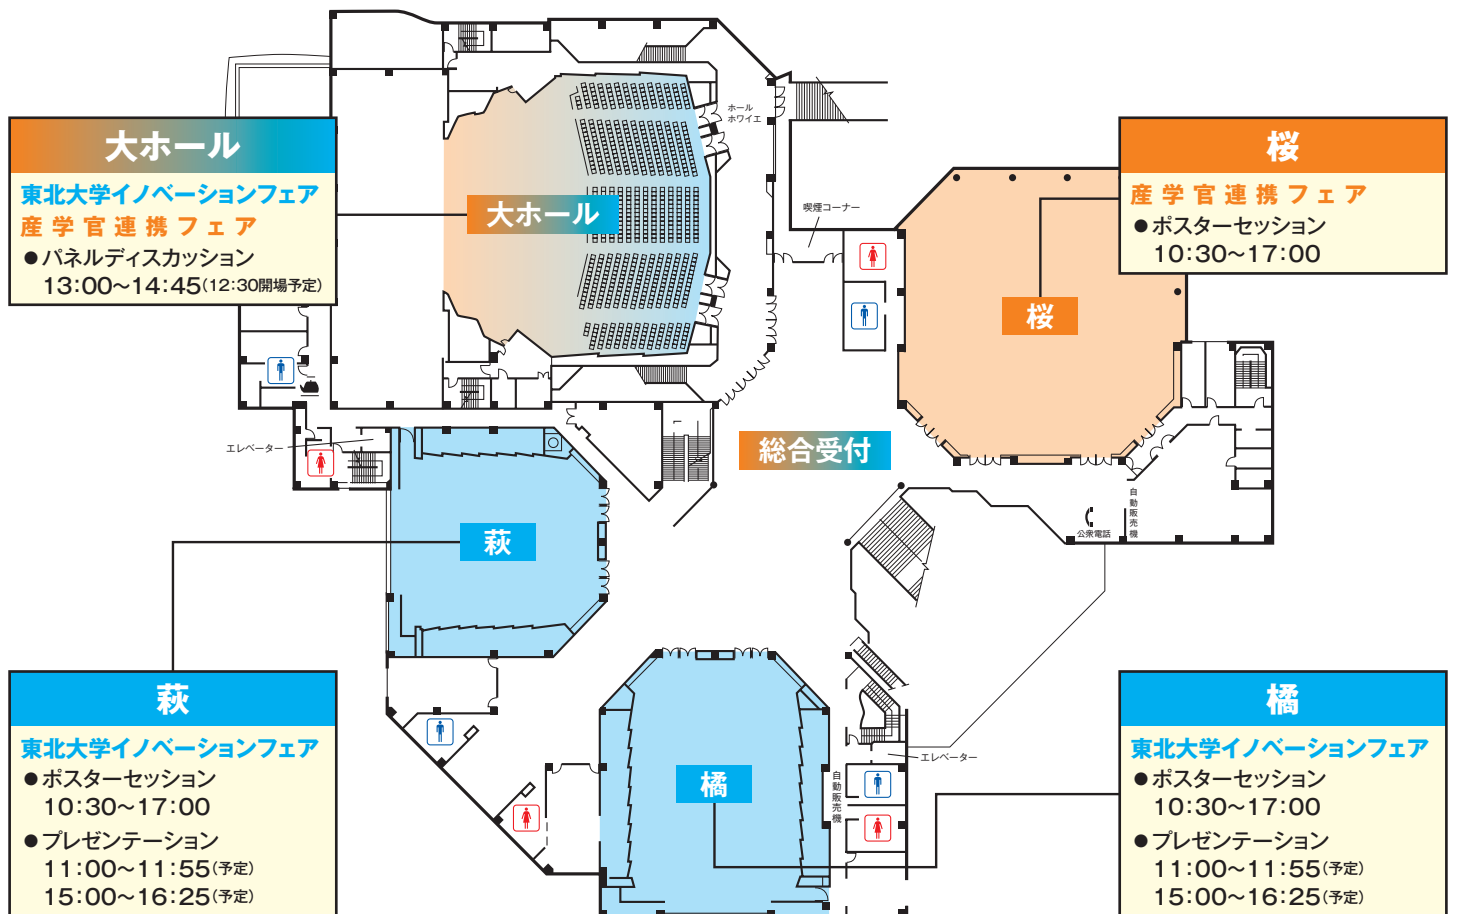 大ホール
東北大学イノベーションフェア
産学官連携フェア
●パネルディスカッション
13:00〜14:45(12:30開場予定)
ホール
ホワイエ
大ホール
喫煙コーナー
桜
産学官連携フェア
●ポスターセッション
10:30〜17:00
桜
エレベーター
総合受付
自動販売機
公衆電話
萩
萩
東北大学イノベーションフェア
●ポスターセッション
10:30〜17:00
●プレゼンテーション
11:00〜11:55(予定)
15:00〜16:25(予定)
橘
自動販売機
エレベーター
橘
東北大学イノベーションフェア
●ポスターセッション
10:30〜17:00
●プレゼンテーション
11:00〜11:55(予定)
15:00〜16:25(予定)